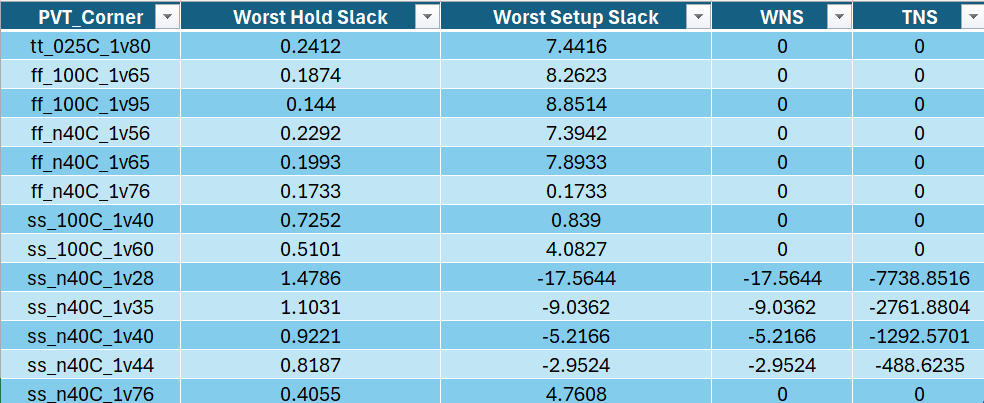 PVT_Corner Worst Hold Slack Worst Setup Slack WNS TNS
tt_025C_1v80 0.2412 7.4416 0 0
ff_100C_1v65 0.1874 8.2623 0 0
ff_100C_1v95 0.144 8.8514 0 0
ff_n40C_1v56 0.2292 7.3942 0 0
ff_n40C_1v65 0.1993 7.8933 0 0
ff_n40C_1v76 0.1733 0.1733 0 0
ss_100C_1v40 0.7252 0.839 0 0
ss_100C_1v60 0.5101 4.0827 0 0
ss_n40C_1v28 1.4786 -17.5644 -17.5644 -7738.8516
ss_n40C_1v35 1.1031 -9.0362 -9.0362 -2761.8804
ss_n40C_1v40 0.9221 -5.2166 -5.2166 -1292.5701
ss_n40C_1v44 0.8187 -2.9524 -2.9524 -488.6235
ss_n40C_1v76 0.4055 4.7608 0 0